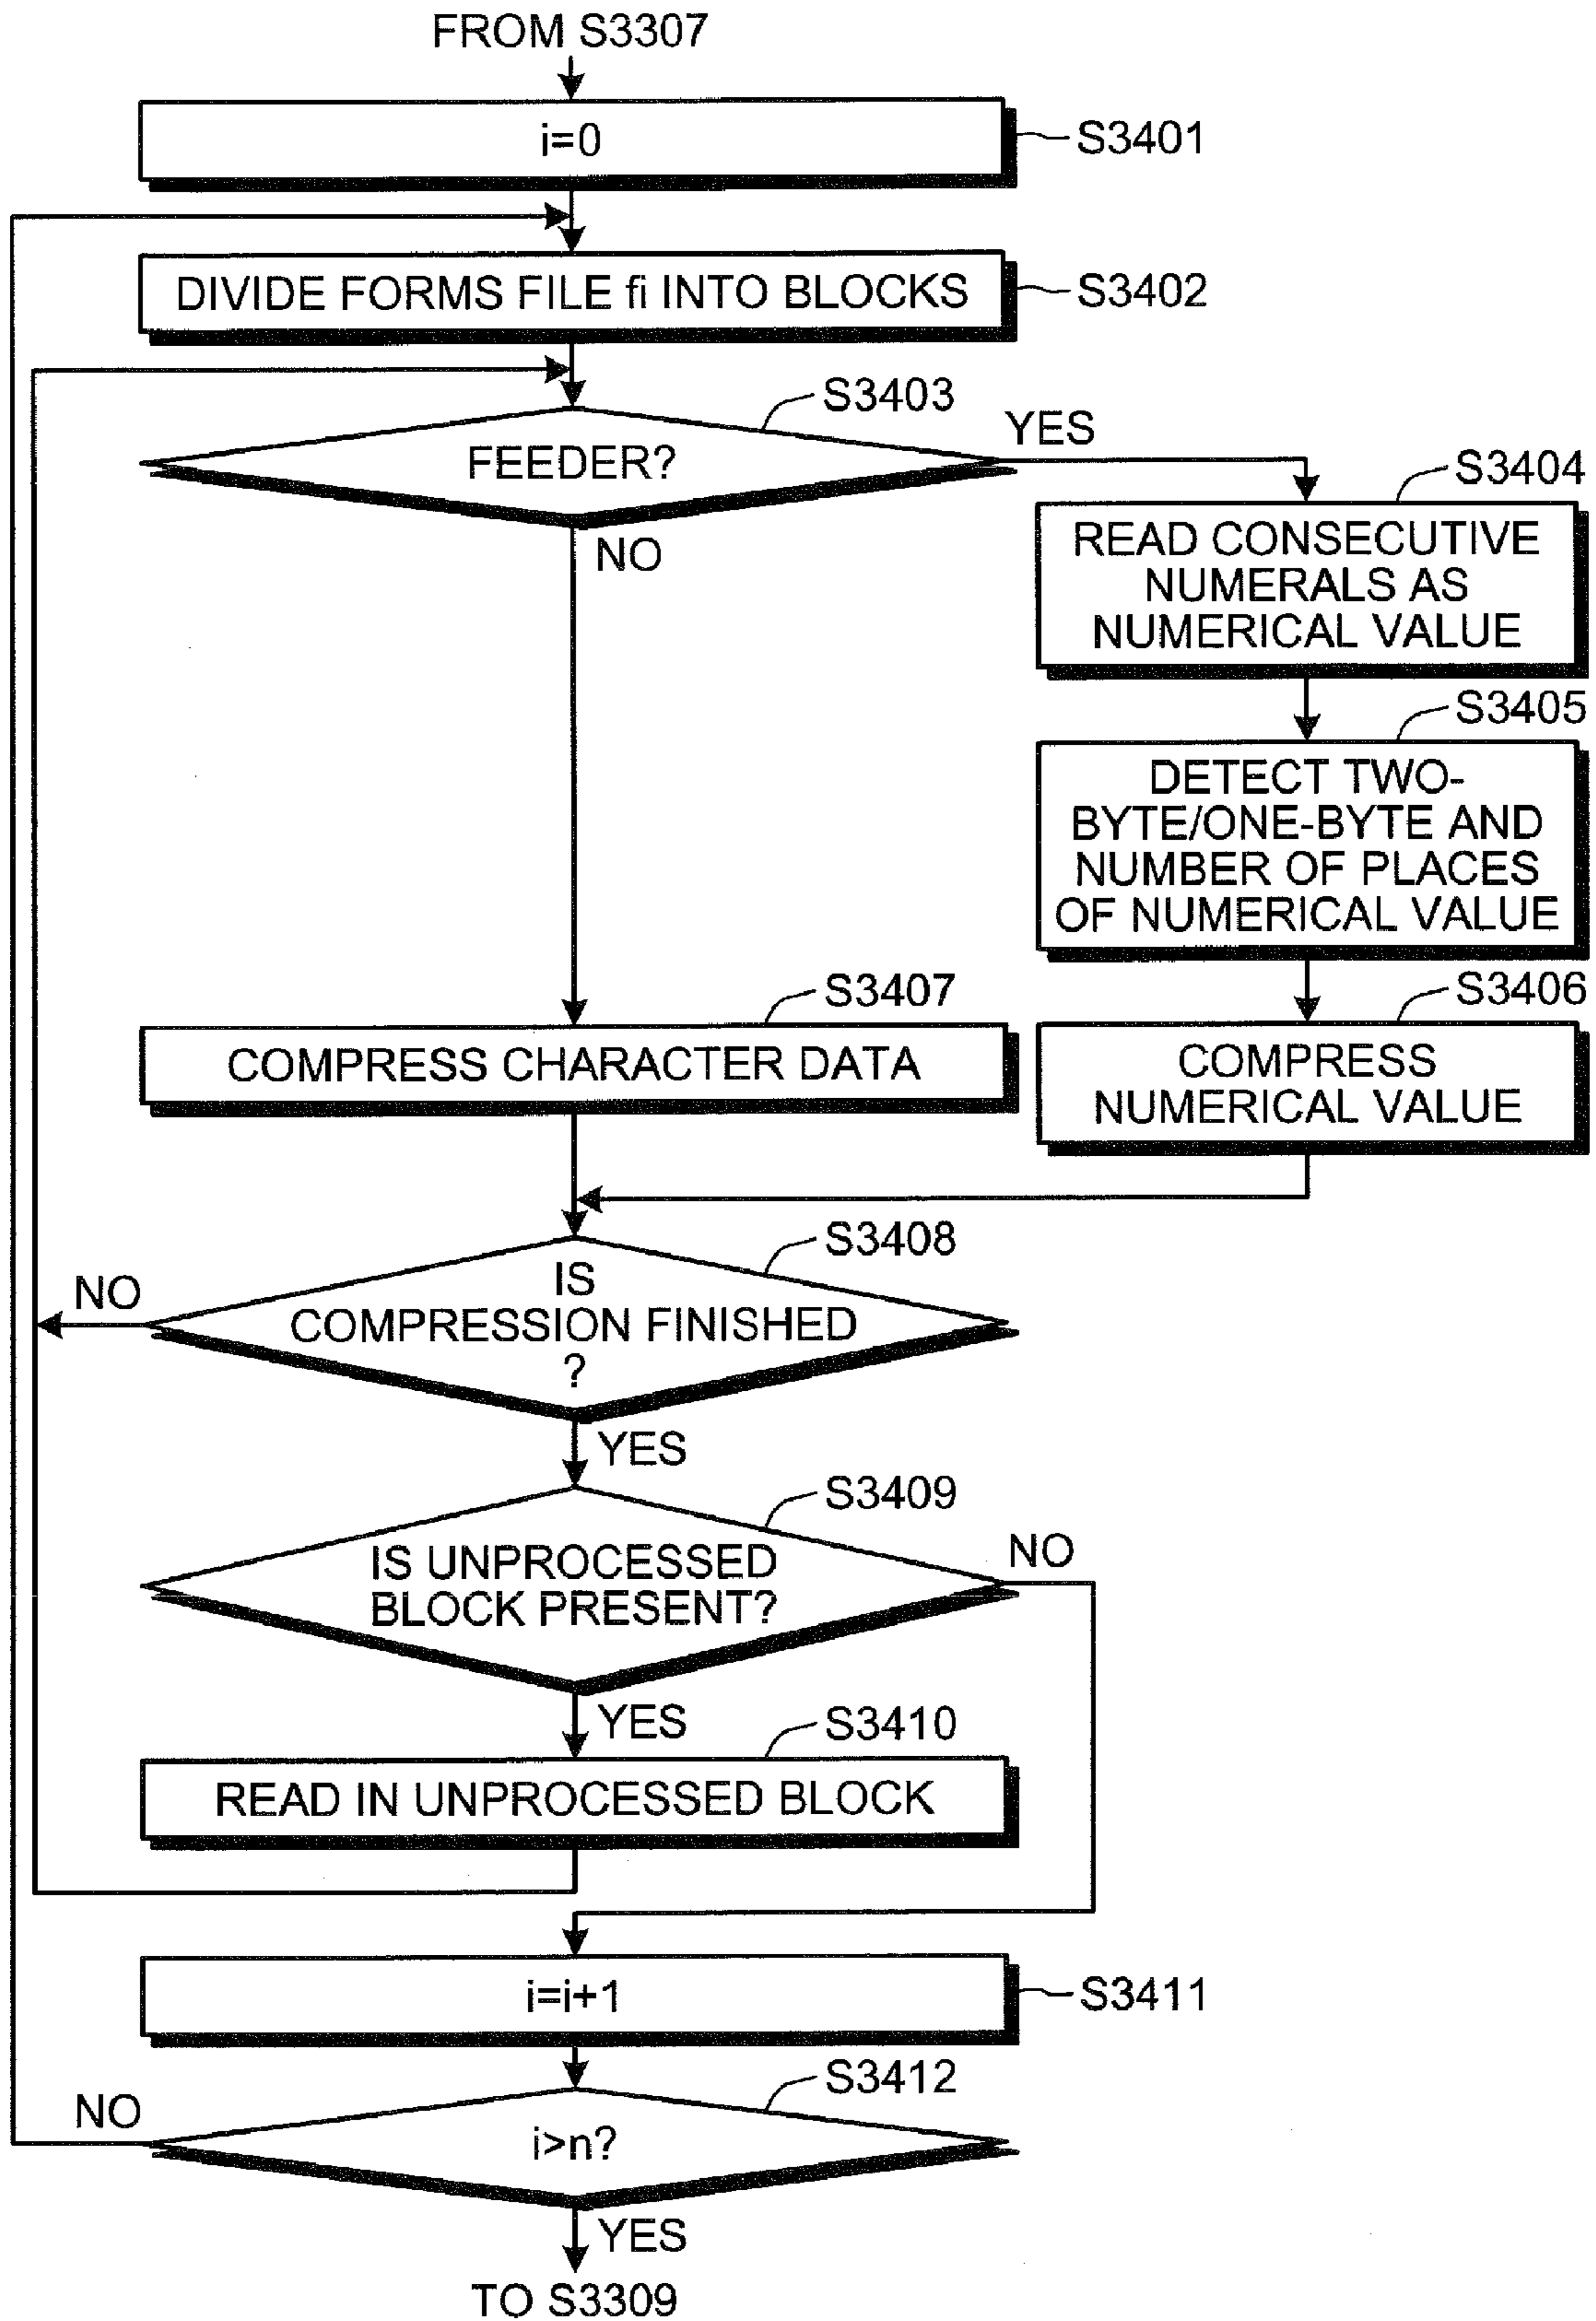 FROM S3307
i=0
S3401
DIVIDE FORMS FILE fi INTO BLOCKS
S3402
S3403
FEEDER?
YES
NO
S3404
READ CONSECUTIVE
NUMERALS AS
NUMERICAL VALUE
S3405
DETECT TWO-
BYTE/ONE-BYTE AND
NUMBER OF PLACES
OF NUMERICAL VALUE
S3406
COMPRESS
NUMERICAL VALUE
S3407
COMPRESS CHARACTER DATA
S3408
IS
COMPRESSION FINISHED
?
NO
YES
S3409
IS UNPROCESSED
BLOCK PRESENT?
NO
YES
S3410
READ IN UNPROCESSED BLOCK
i=i+1
S3411
S3412
i>n?
NO
YES
TO S3309